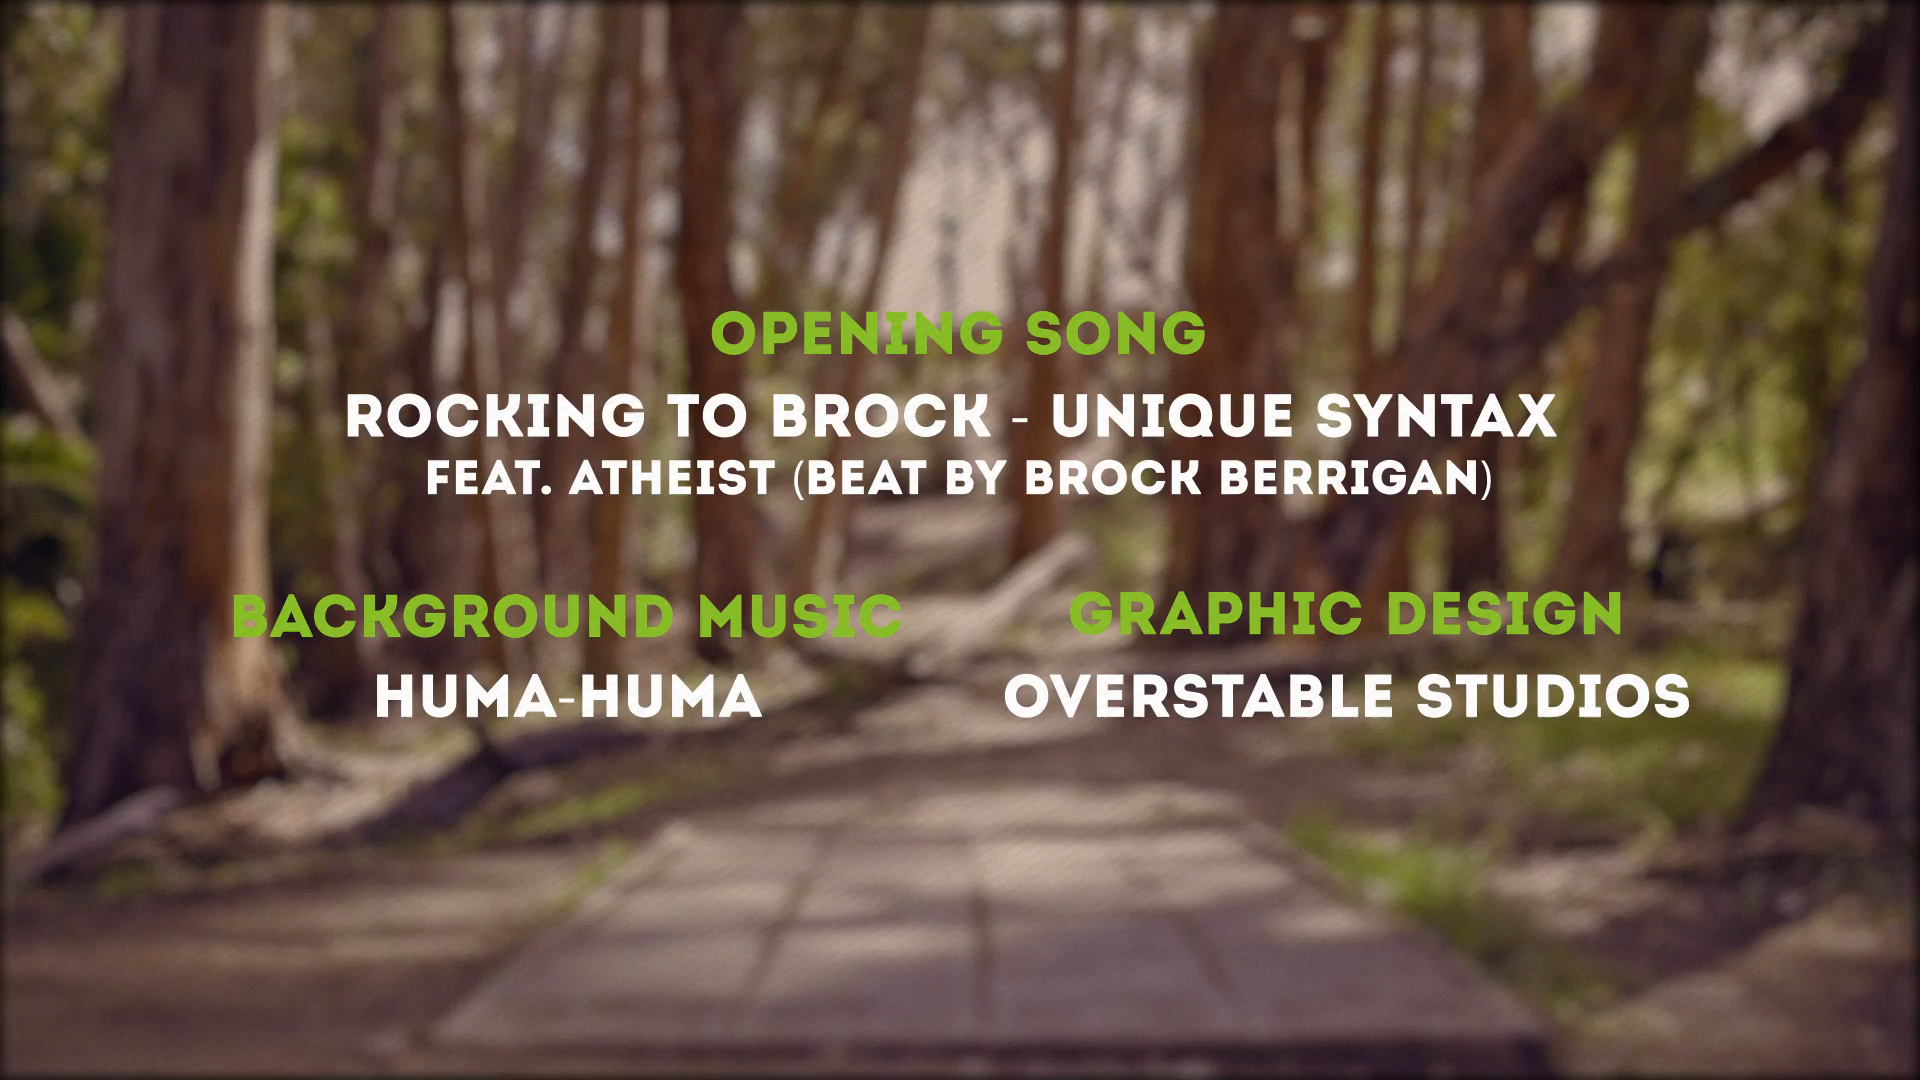 OPENING SONG
ROCKING TO BROCK - UNIQUE SYNTAX
FEAT. ATHEIST (BEAT BY BROCK BERRIGAN)
BACKGROUND MUSIC
HUMA-HUMA
GRAPHIC DESIGN
OVERSTABLE STUDIOS